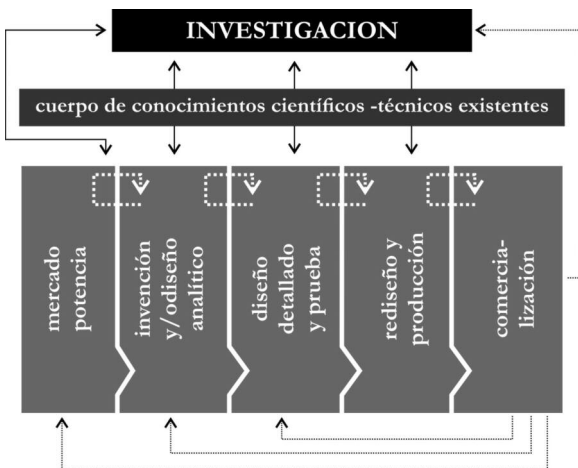 INVESTIGACION
cuerpo de conocimientos científicos -técnicos existentes
mercado
potencia
invención
y/odiseño
analítico
diseño
detallado
y prueba
rediseño y
producción
comercia-
lización